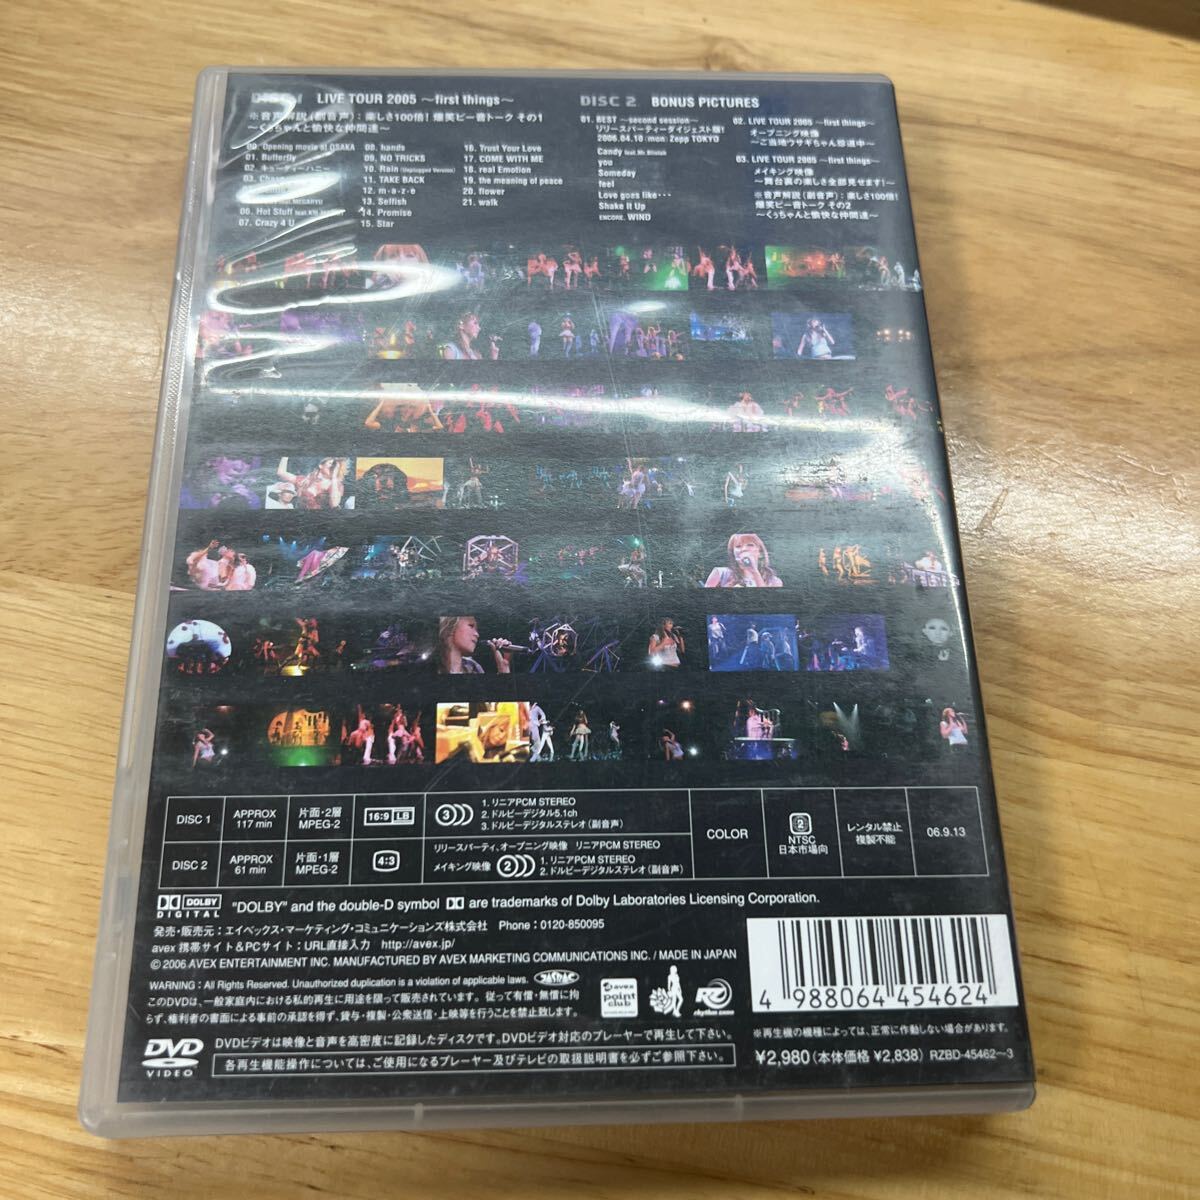 DISC 1 LIVE TOUR 2005 〜first things〜
※音声解説(副音声):楽しさ100倍!爆笑ピー音トーク その1
〜くぅちゃんと愉快な仲間達〜
00. Opening movie at OSAKA
01. Butterfly
02. キューティーハニー
03.
feat. MEGARYU
06. Hot Stuff feat.
07. Crazy 4 U
08. hands
09. NO TRICKS
10. Rain (Unplugged Version)
11. TAKE BACK
12. m・a・z・e
13. Selfish
14. Promise
15. Star
16. Trust Your Love
17. COME WITH ME
18. real Emotion
19. the meaning of peace
20. flower
21. walk
DISC 2 BONUS PICTURES
01. BEST 〜second session〜
リリースパーティーダイジェスト版!
2006.04.10(mon) Zepp TOKYO
Candy feat. Mr. Blistah
you
Someday
feel
Love goes like・・・
Shake It Up
ENCORE. WIND
02. LIVE TOUR 2005 〜first things〜
オープニング映像
〜ご当地ウサギちゃん珍道中〜
03. LIVE TOUR 2005 〜first things〜
メイキング映像
〜舞台裏の楽しさ全部見せます!〜
※音声解説(副音声):楽しさ100倍!
爆笑ピー音トーク その2
〜くぅちゃんと愉快な仲間達〜
DISC 1
APPROX
117 min
片面・2層
MPEG-2
16:9 LB
3
1. リニアPCM STEREO
2. ドルビーデジタル5.1ch
3. ドルビーデジタルステレオ(副音声)
DISC 2
APPROX
61 min
片面・1層
MPEG-2
4:3
リリースパーティ、オープニング映像 リニアPCM STEREO
メイキング映像 2
1. リニアPCM STEREO
2. ドルビーデジタルステレオ(副音声)
COLOR
2
NTSC
日本市場向
レンタル禁止
複製不能
06.9.13
DOLBY
DIGITAL
"DOLBY" and the double-D symbol are trademarks of Dolby Laboratories Licensing Corporation.
発売・販売元:エイベックス・マーケティング・コミュニケーションズ株式会社 Phone:0120-850095
avex 携帯サイト&PCサイト:URL直接入力 http://avex.jp/
© 2006 AVEX ENTERTAINMENT INC. MANUFACTURED BY AVEX MARKETING COMMUNICATIONS INC. / MADE IN JAPAN
WARNING : All Rights Reserved. Unauthorized duplication is a violation of applicable laws. JASRAC
このDVDは、一般家庭内における私的再生に用途を限って販売されています。従って有償・無償に拘
らず、権利者の書面による事前の承諾を得ず、貸与・複製・公衆送信・上映等を行うことを禁止致します。
avex
point
club
rhythm zone
4 988064 454624
DVD
VIDEO
DVDビデオは映像と音声を高密度に記録したディスクです。DVDビデオ対応のプレーヤーで再生して下さい。
各再生機能操作については、ご使用になるプレーヤー及びテレビの取扱説明書を必ずご参照下さい。
※再生機の機種によっては、正常に作動しない場合があります。
¥2,980(本体価格 ¥2,838) RZBD-45462〜3